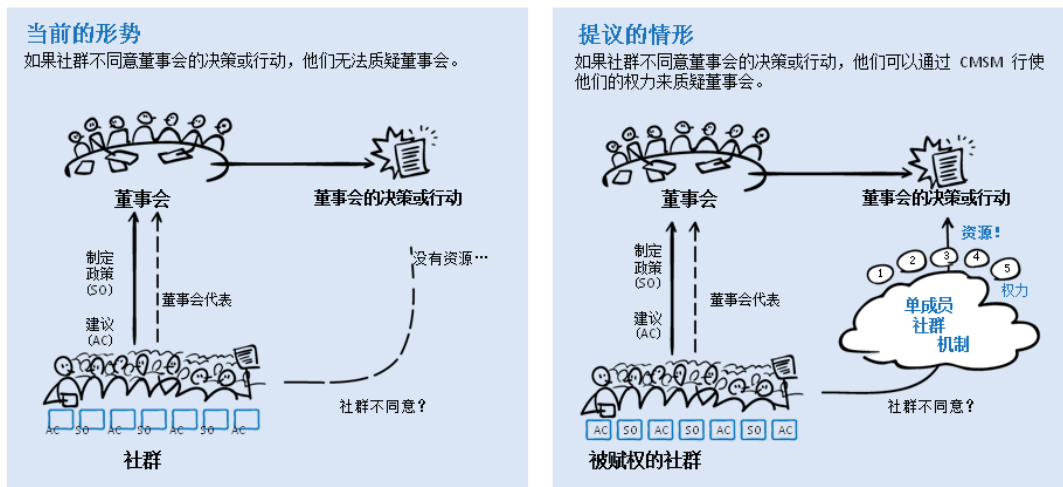 当前的形势
如果社群不同意董事会的决策或行动，他们无法质疑董事会。
董事会
董事会的决策或行动
制定
政策
(SO)
董事会代表
建议
(AC)
没有资源…
社群不同意？
AC SO AC SO AC SO AC
社群
提议的情形
如果社群不同意董事会的决策或行动，他们可以通过 CMSM 行使
他们的权力来质疑董事会。
董事会
董事会的决策或行动
资源！
1 2 3 4 5
权力
制定
政策
(SO)
董事会代表
建议
(AC)
单成员
社群
机制
社群不同意？
AC SO AC SO AC SO AC
被赋权的社群